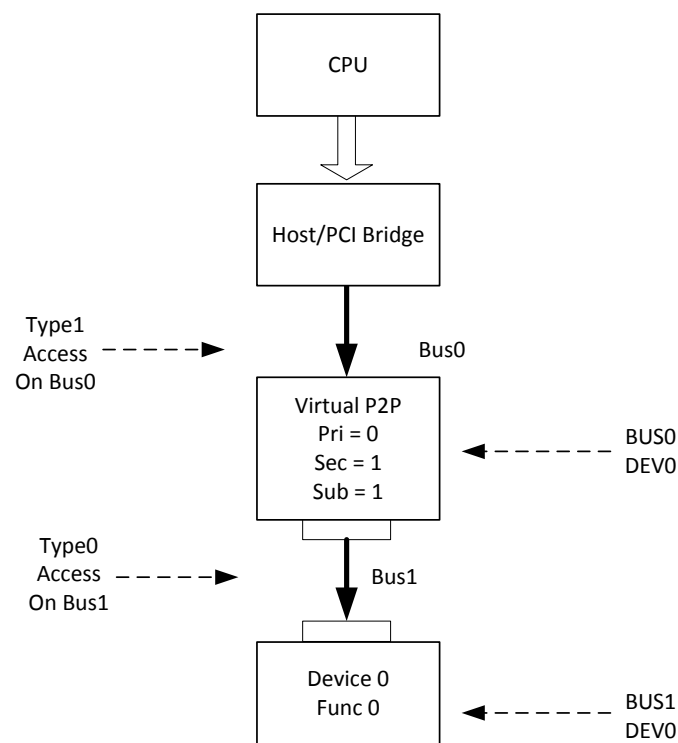 CPU
Host/PCI Bridge
Type1
Access
On Bus0
Bus0
Virtual P2P
Pri = 0
Sec = 1
Sub = 1
BUS0
DEV0
Type0
Access
On Bus1
Bus1
Device 0
Func 0
BUS1
DEV0